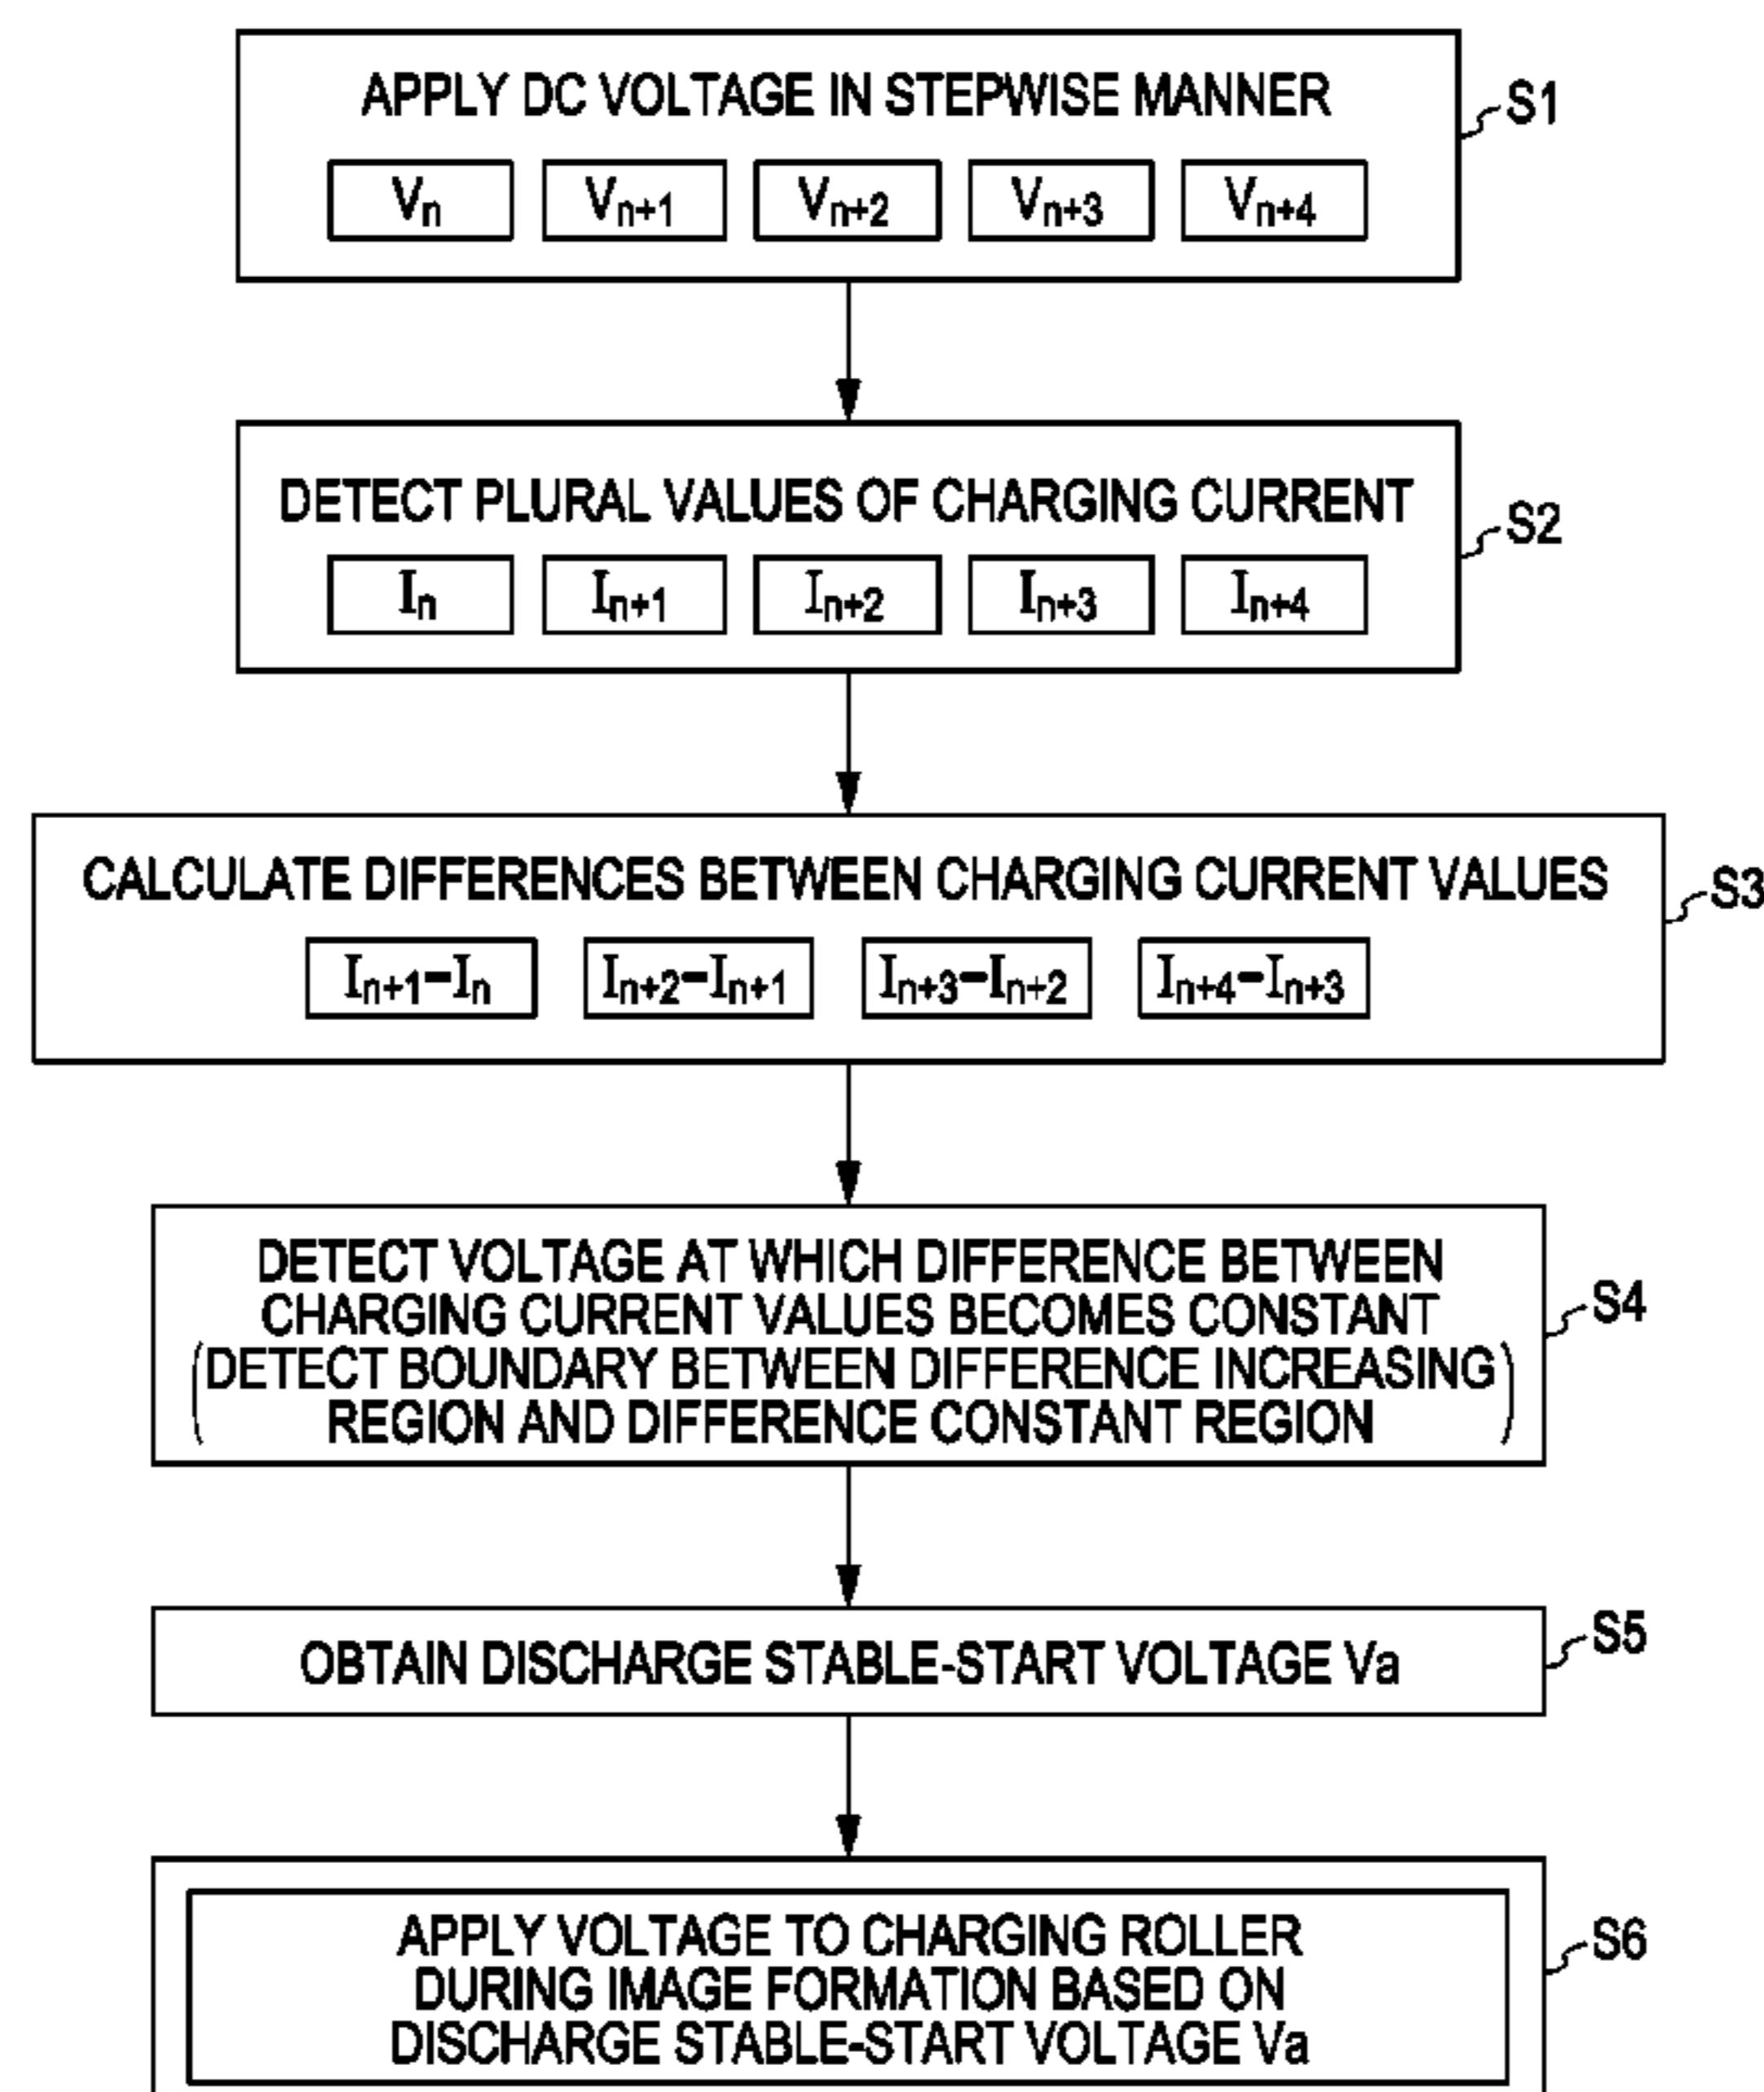 APPLY DC VOLTAGE IN STEPWISE MANNER
S1
Vn Vn+1 Vn+2 Vn+3 Vn+4
DETECT PLURAL VALUES OF CHARGING CURRENT
S2
In In+1 In+2 In+3 In+4
CALCULATE DIFFERENCES BETWEEN CHARGING CURRENT VALUES
S3
In+1-In In+2-In+1 In+3-In+2 In+4-In+3
DETECT VOLTAGE AT WHICH DIFFERENCE BETWEEN
CHARGING CURRENT VALUES BECOMES CONSTANT
(DETECT BOUNDARY BETWEEN DIFFERENCE INCREASING
REGION AND DIFFERENCE CONSTANT REGION)
S4
OBTAIN DISCHARGE STABLE-START VOLTAGE Va
S5
APPLY VOLTAGE TO CHARGING ROLLER
DURING IMAGE FORMATION BASED ON
DISCHARGE STABLE-START VOLTAGE Va
S6